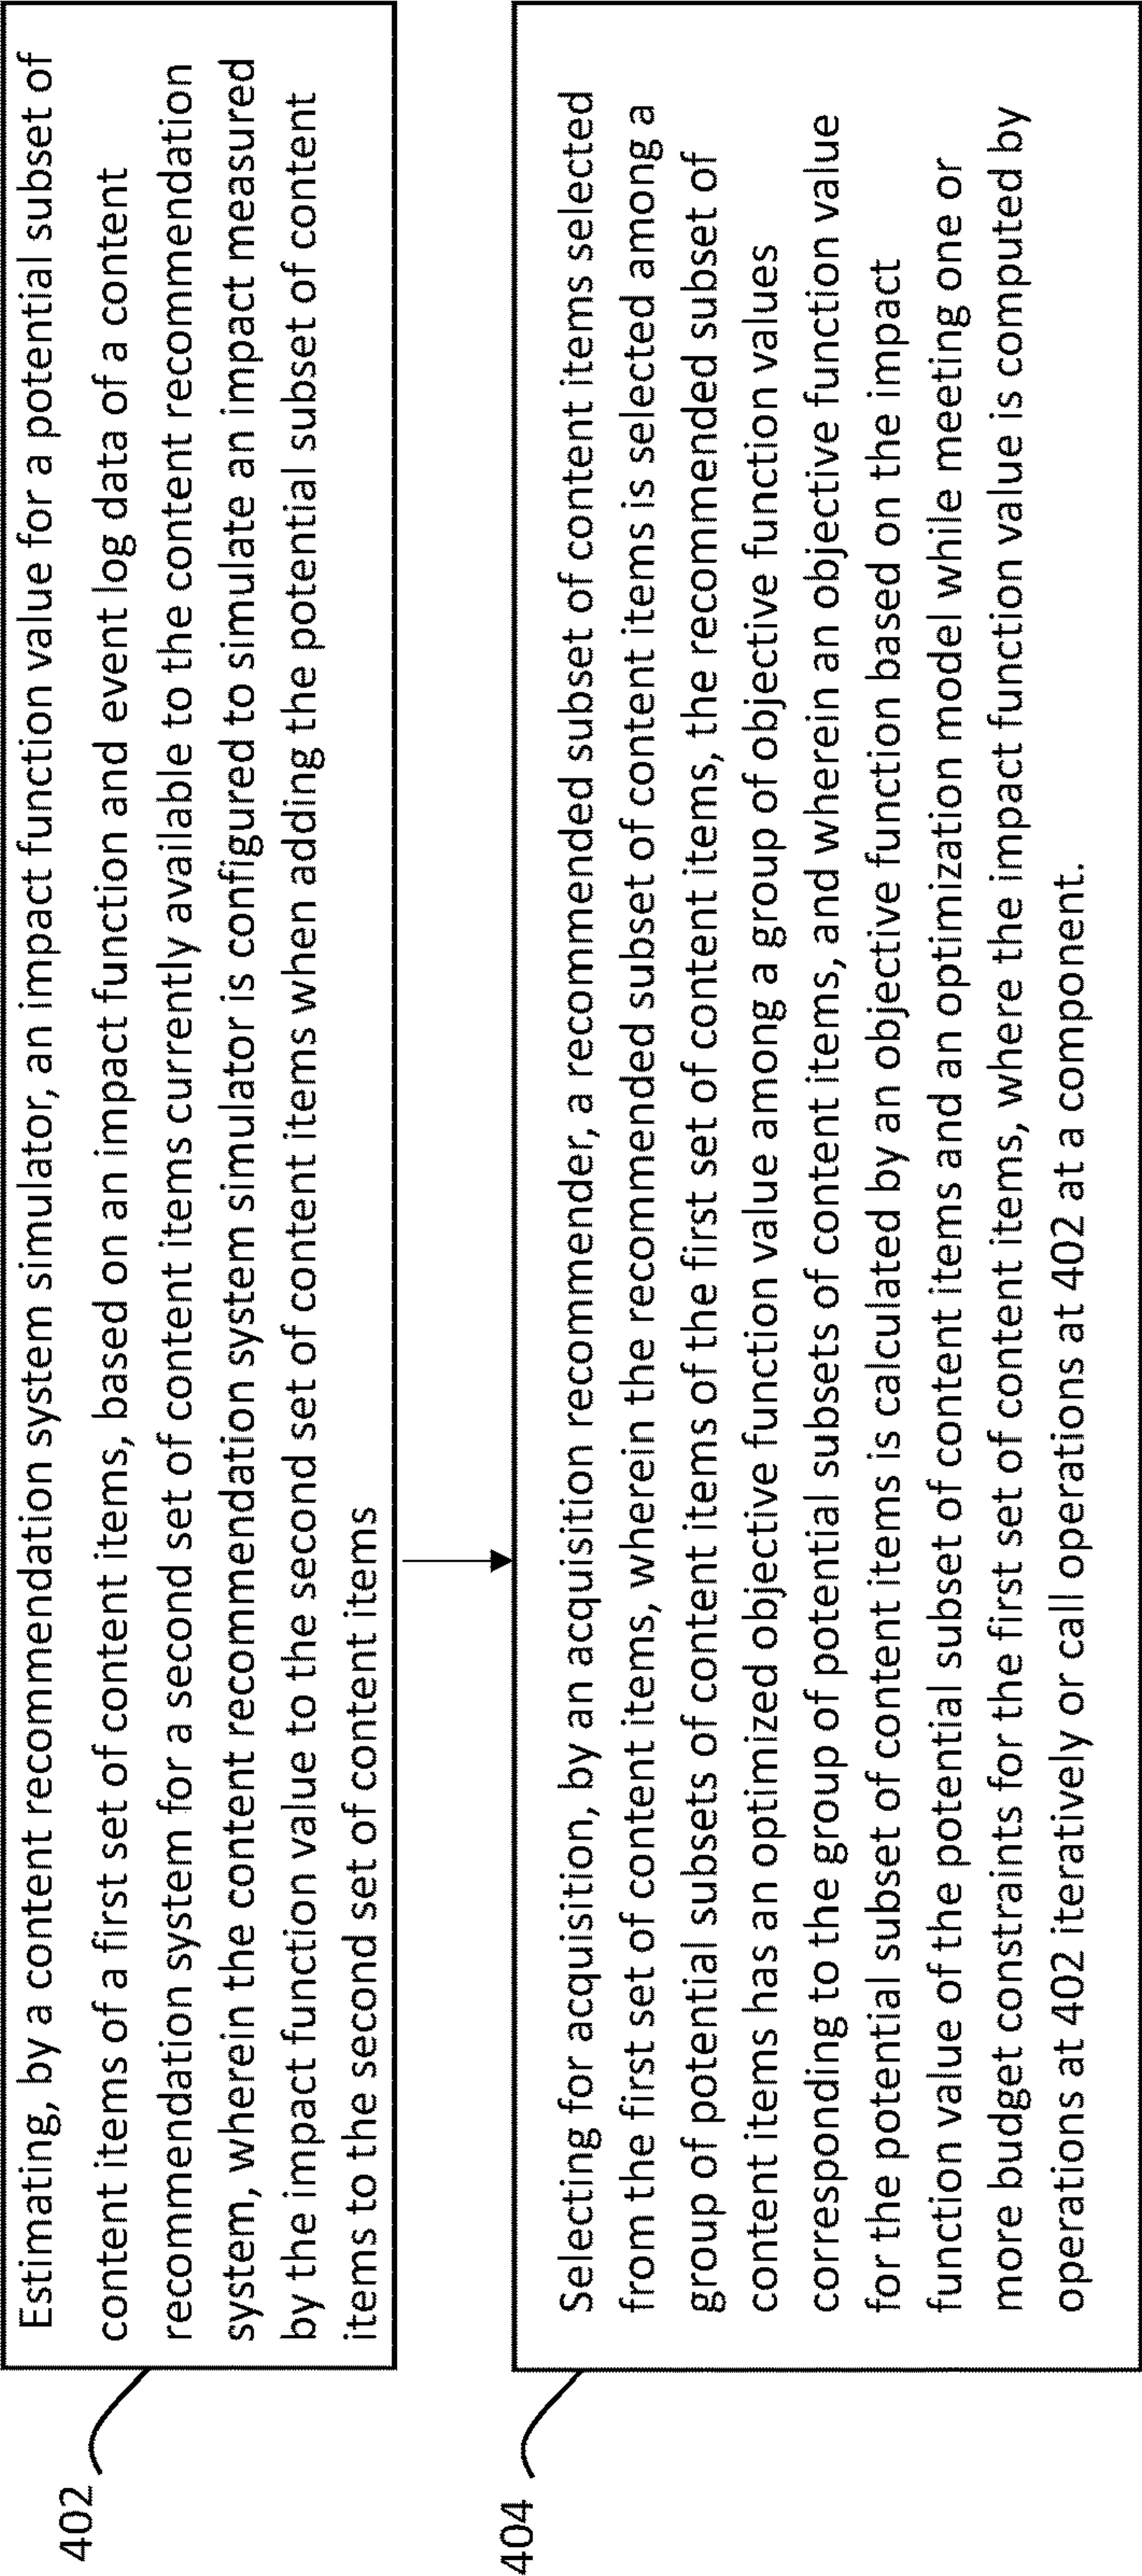 402
Estimating, by a content recommendation system simulator, an impact function value for a potential subset of
content items of a first set of content items, based on an impact function and event log data of a content
recommendation system for a second set of content items currently available to the content recommendation
system, wherein the content recommendation system simulator is configured to simulate an impact measured
by the impact function value to the second set of content items when adding the potential subset of content
items to the second set of content items
404
Selecting for acquisition, by an acquisition recommender, a recommended subset of content items selected
from the first set of content items, wherein the recommended subset of content items is selected among a
group of potential subsets of content items of the first set of content items, the recommended subset of
content items has an optimized objective function value among a group of objective function values
corresponding to the group of potential subsets of content items, and wherein an objective function value
for the potential subset of content items is calculated by an objective function based on the impact
function value of the potential subset of content items and an optimization model while meeting one or
more budget constraints for the first set of content items, where the impact function value is computed by
operations at 402 iteratively or call operations at 402 at a component.